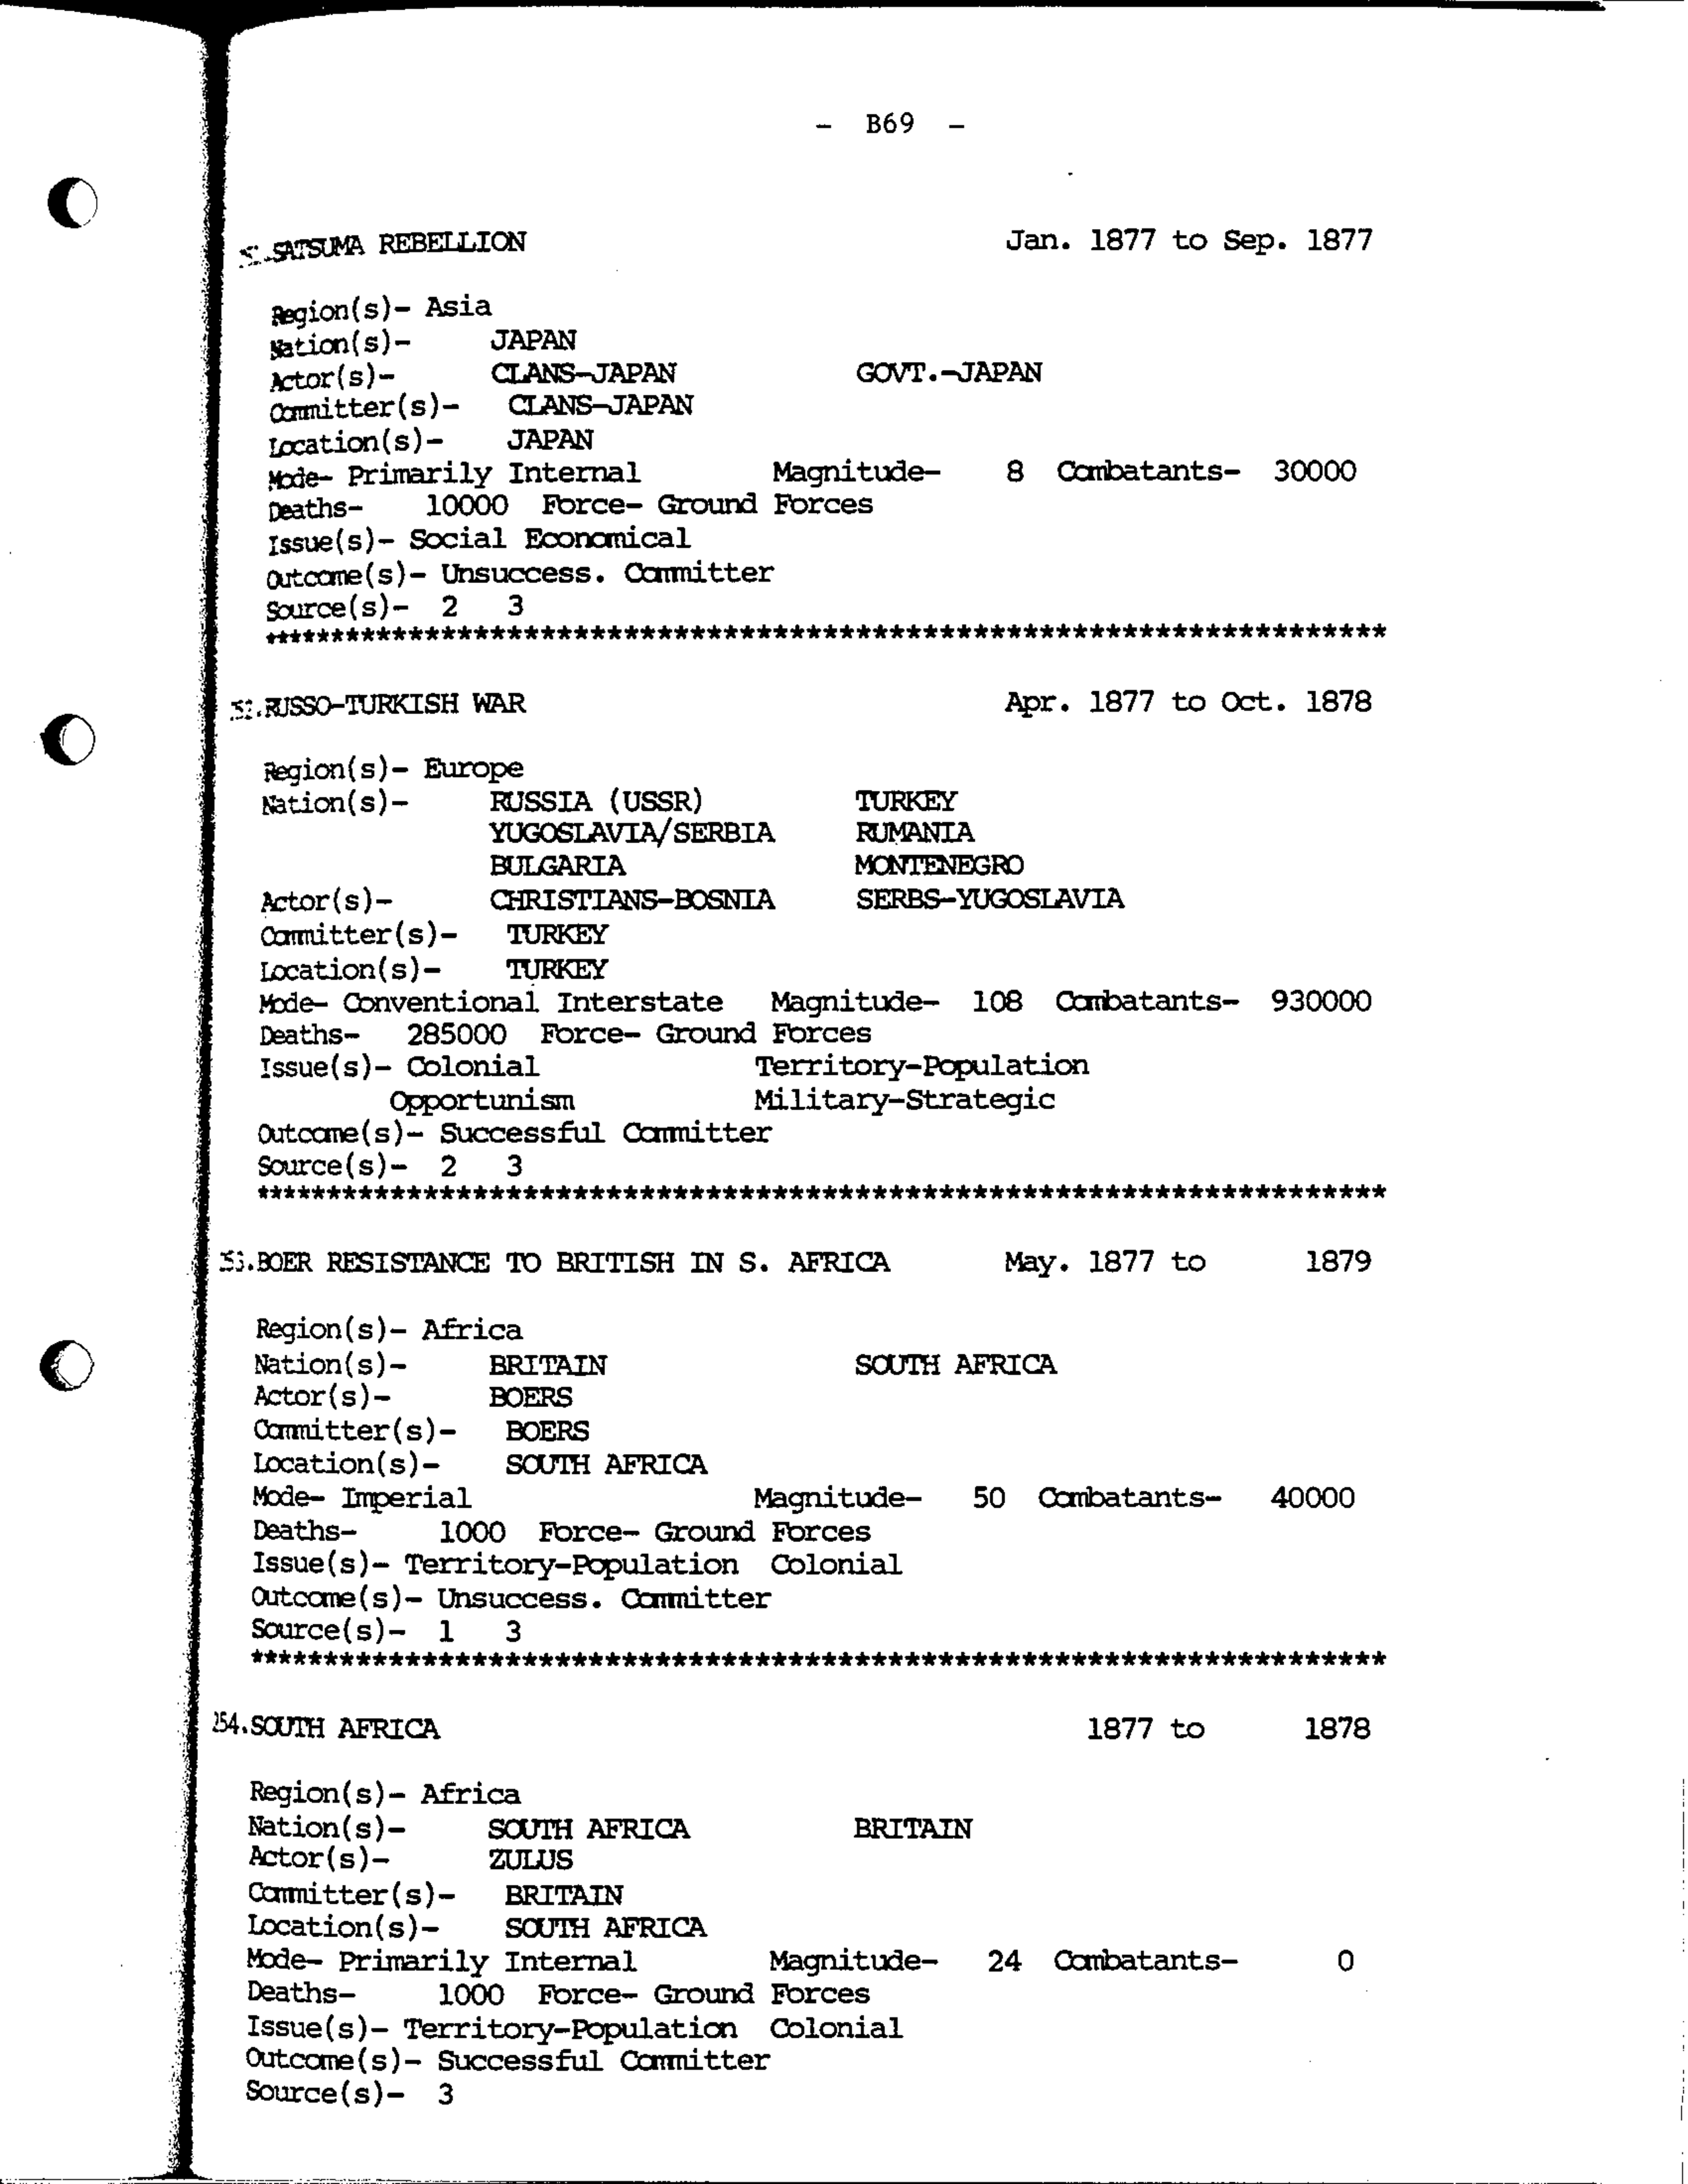 - B69 -
SATSUMA REBELLION Jan. 1877 to Sep. 1877
Region(s)- Asia
Nation(s)- JAPAN
Actor(s)- CLANS-JAPAN GOVT.-JAPAN
Committer(s)- CLANS-JAPAN
Location(s)- JAPAN
Mode- Primarily Internal Magnitude- 8 Combatants- 30000
Deaths- 10000 Force- Ground Forces
Issue(s)- Social Economical
Outcome(s)- Unsuccess. Committer
Source(s)- 2 3
********************************************************************
RUSSO-TURKISH WAR Apr. 1877 to Oct. 1878
Region(s)- Europe
Nation(s)- RUSSIA (USSR) TURKEY
YUGOSLAVIA/SERBIA RUMANIA
BULGARIA MONTENEGRO
Actor(s)- CHRISTIANS-BOSNIA SERBS-YUGOSLAVIA
Committer(s)- TURKEY
Location(s)- TURKEY
Mode- Conventional Interstate Magnitude- 108 Combatants- 930000
Deaths- 285000 Force- Ground Forces
Issue(s)- Colonial Territory-Population
Opportunism Military-Strategic
Outcome(s)- Successful Committer
Source(s)- 2 3
********************************************************************
53.BOER RESISTANCE TO BRITISH IN S. AFRICA May. 1877 to 1879
Region(s)- Africa
Nation(s)- BRITAIN SOUTH AFRICA
Actor(s)- BOERS
Committer(s)- BOERS
Location(s)- SOUTH AFRICA
Mode- Imperial Magnitude- 50 Combatants- 40000
Deaths- 1000 Force- Ground Forces
Issue(s)- Territory-Population Colonial
Outcome(s)- Unsuccess. Committer
Source(s)- 1 3
********************************************************************
254.SOUTH AFRICA 1877 to 1878
Region(s)- Africa
Nation(s)- SOUTH AFRICA BRITAIN
Actor(s)- ZULUS
Committer(s)- BRITAIN
Location(s)- SOUTH AFRICA
Mode- Primarily Internal Magnitude- 24 Combatants- 0
Deaths- 1000 Force- Ground Forces
Issue(s)- Territory-Population Colonial
Outcome(s)- Successful Committer
Source(s)- 3